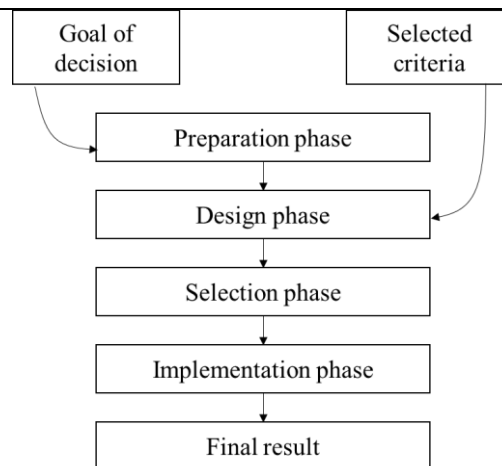 Goal of
decision
Selected
criteria
Preparation phase
Design phase
Selection phase
Implementation phase
Final result